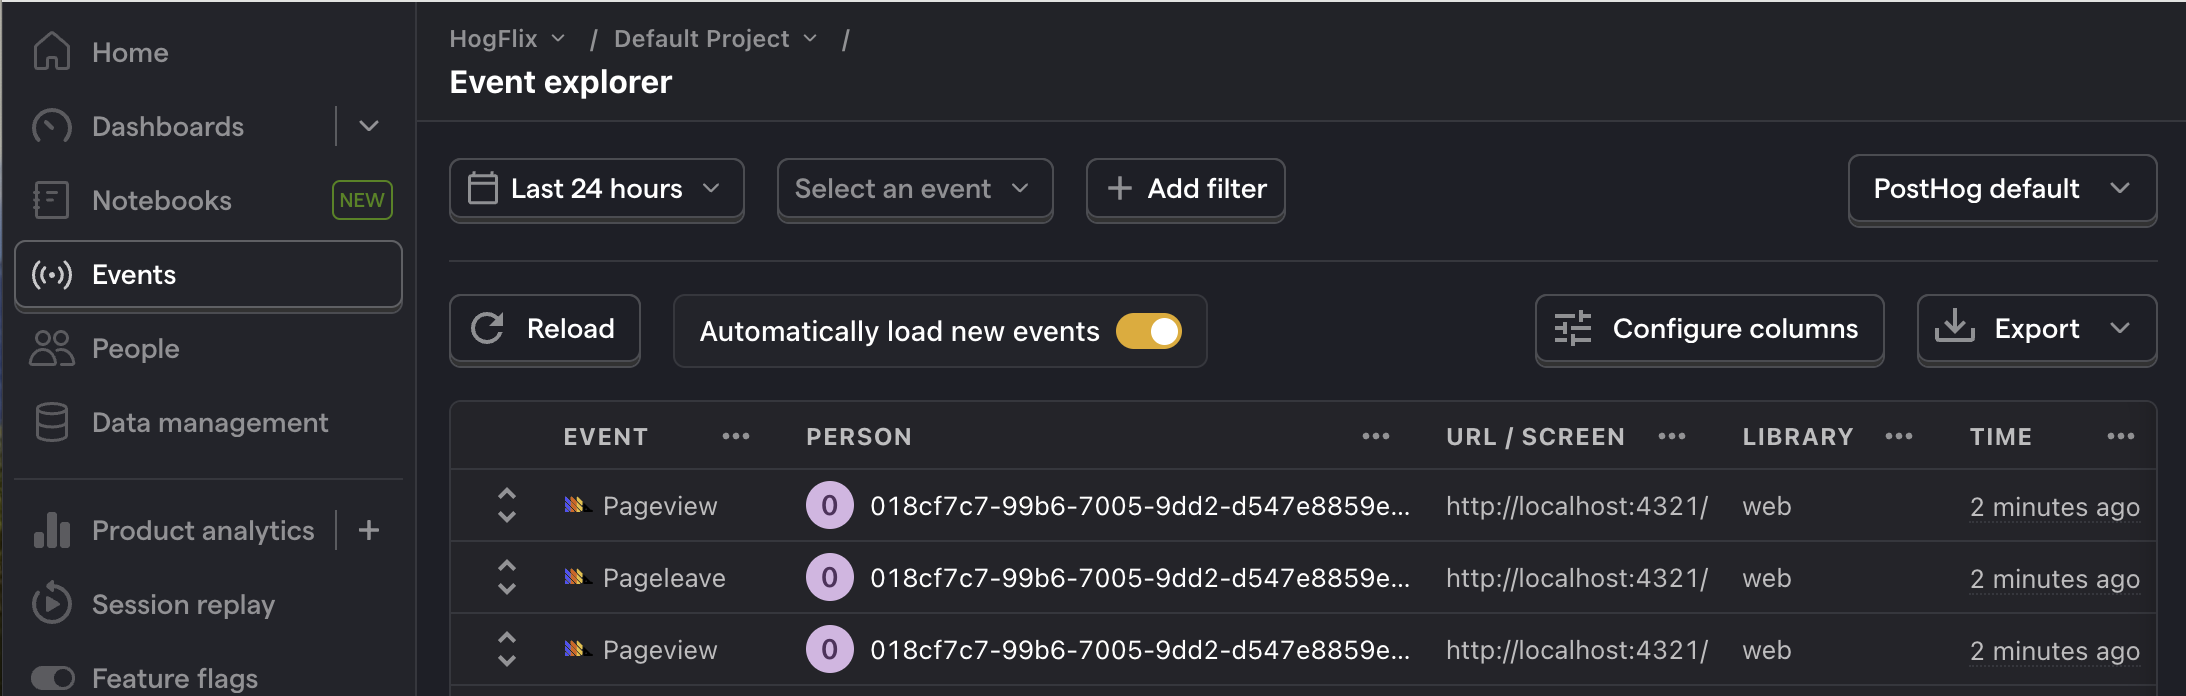 Home
Dashboards
Notebooks NEW
Events
People
Data management
Product analytics
Session replay
Feature flags
HogFlix / Default Project /
Event explorer
Last 24 hours Select an event Add filter PostHog default
Reload Automatically load new events Configure columns Export
EVENT PERSON URL / SCREEN LIBRARY TIME
Pageview 0 018cf7c7-99b6-7005-9dd2-d547e8859e... http://localhost:4321/ web 2 minutes ago
Pageleave 0 018cf7c7-99b6-7005-9dd2-d547e8859e... http://localhost:4321/ web 2 minutes ago
Pageview 0 018cf7c7-99b6-7005-9dd2-d547e8859e... http://localhost:4321/ web 2 minutes ago